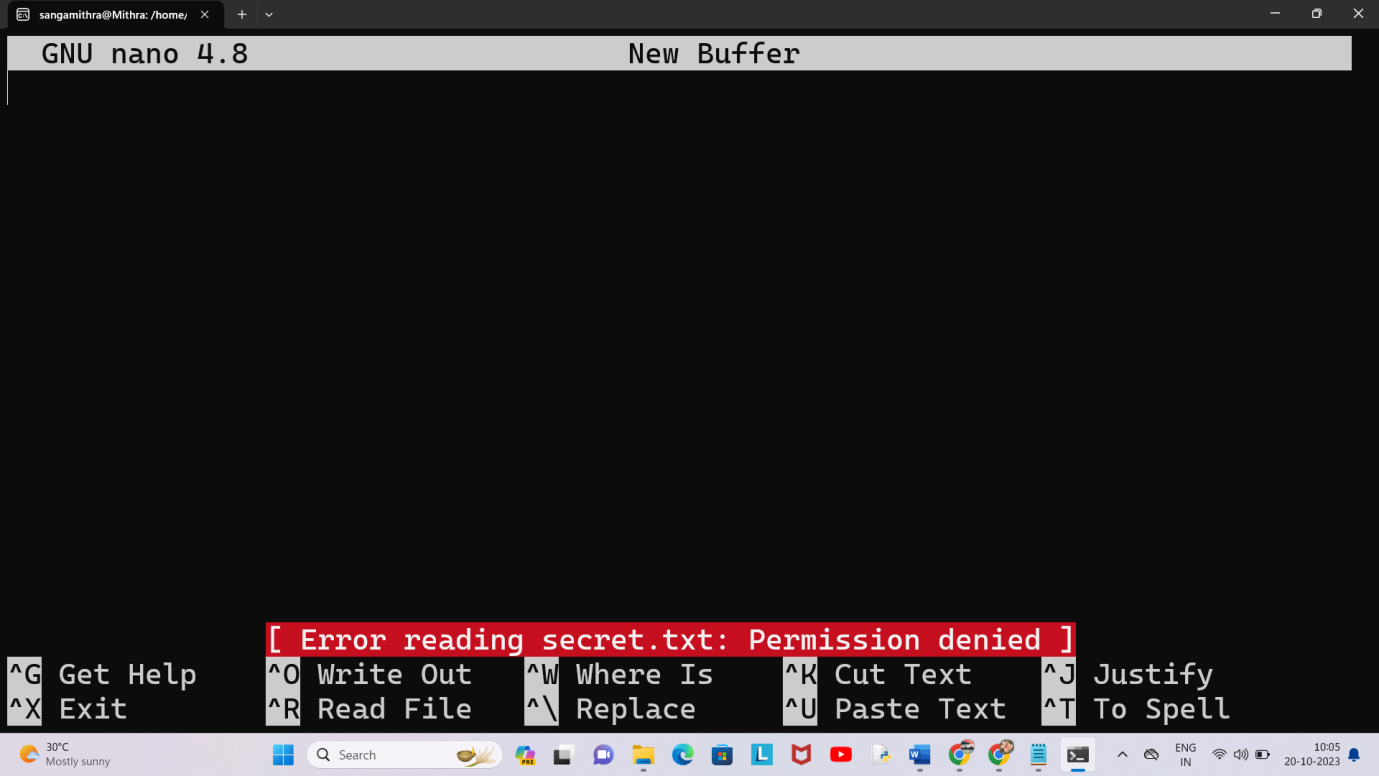 sangamithra@Mithra: /home/
GNU nano 4.8 New Buffer
[ Error reading secret.txt: Permission denied ]
^G Get Help ^O Write Out ^W Where Is ^K Cut Text ^J Justify
^X Exit ^R Read File ^\ Replace ^U Paste Text ^T To Spell
30°C
Mostly sunny
Search
PRE
L
W
ENG
IN
10:05
20-10-2023